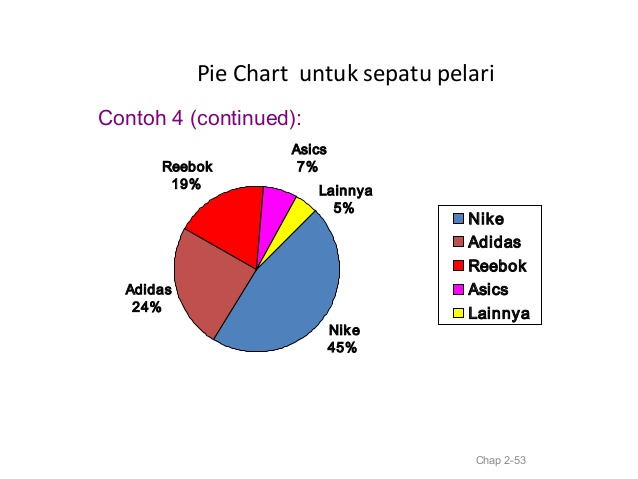 Pie Chart  untuk sepatu pelari
Contoh 4 (continued):
Asics
7%
Reebok
19%
Lainnya
5%
Adidas
24%
Nike
45%
Nike
Adidas
Reebok
Asics
Lainnya
Chap 2-53